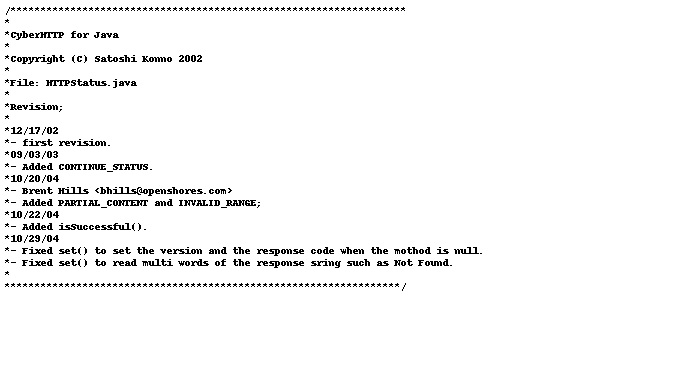 /******************************************************************
*
*CyberHTTP for Java
*
*Copyright (C) Satoshi Konno 2002
*
*File: HTTPStatus.java
*
*Revision;
*
*12/17/02
*- first revision.
*09/03/03
*- Added CONTINUE_STATUS.
*10/20/04
*- Brent Hills <bhills@openshores.com>
*- Added PARTIAL_CONTENT and INVALID_RANGE;
*10/22/04
*- Added isSuccessful().
*10/29/04
*- Fixed set() to set the version and the response code when the mothod is null.
*- Fixed set() to read multi words of the response sring such as Not Found.
*
******************************************************************/